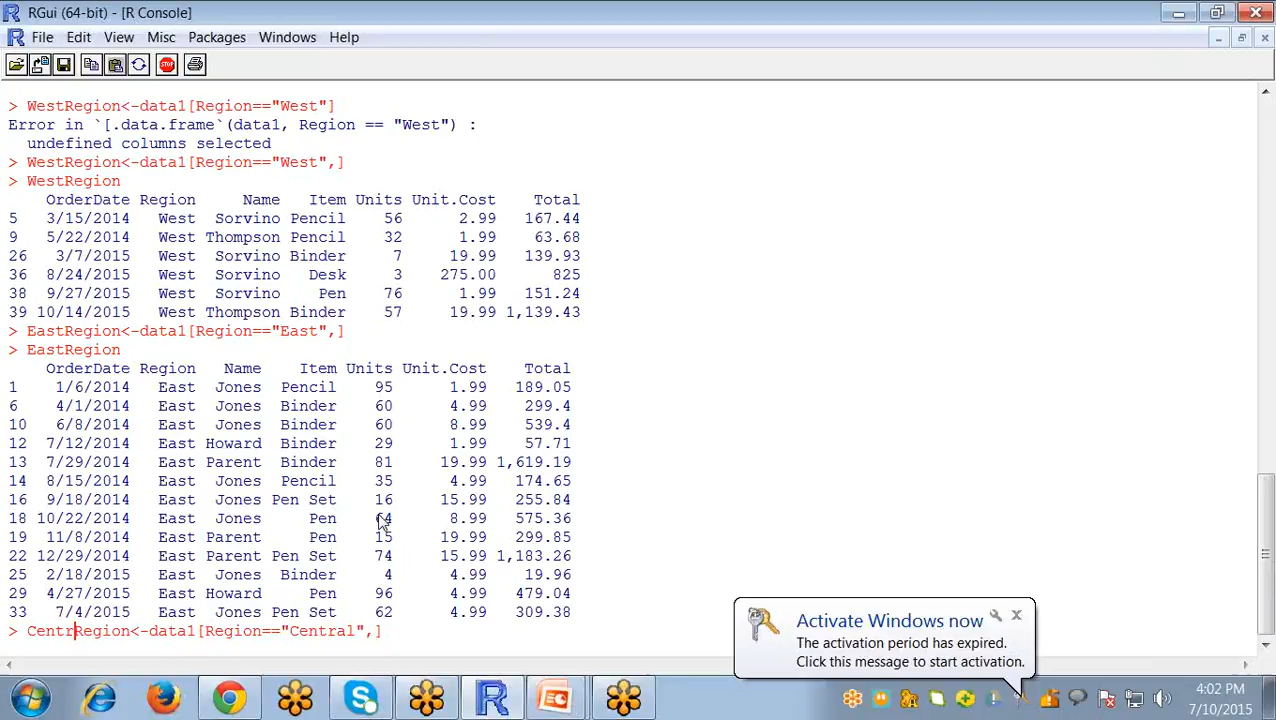 RGui (64-bit) - [R Console]
File Edit View Misc Packages Windows Help
STOP
> WestRegion<-data1[Region=="West"]
Error in `[.data.frame`(data1, Region == "West") :
undefined columns selected
> WestRegion<-data1[Region=="West",]
> WestRegion
OrderDate Region Name Item Units Unit.Cost Total
5 3/15/2014 West Sorvino Pencil 56 2.99 167.44
9 5/22/2014 West Thompson Pencil 32 1.99 63.68
26 3/7/2015 West Sorvino Binder 7 19.99 139.93
36 8/24/2015 West Sorvino Desk 3 275.00 825
38 9/27/2015 West Sorvino Pen 76 1.99 151.24
39 10/14/2015 West Thompson Binder 57 19.99 1,139.43
> EastRegion<-data1[Region=="East",]
> EastRegion
OrderDate Region Name Item Units Unit.Cost Total
1 1/6/2014 East Jones Pencil 95 1.99 189.05
6 4/1/2014 East Jones Binder 60 4.99 299.4
10 6/8/2014 East Jones Binder 60 8.99 539.4
12 7/12/2014 East Howard Binder 29 1.99 57.71
13 7/29/2014 East Parent Binder 81 19.99 1,619.19
14 8/15/2014 East Jones Pencil 35 4.99 174.65
16 9/18/2014 East Jones Pen Set 16 15.99 255.84
18 10/22/2014 East Jones Pen 64 8.99 575.36
19 11/8/2014 East Parent Pen 15 19.99 299.85
22 12/29/2014 East Parent Pen Set 74 15.99 1,183.26
25 2/18/2015 East Jones Binder 4 4.99 19.96
29 4/27/2015 East Howard Pen 96 4.99 479.04
33 7/4/2015 East Jones Pen Set 62 4.99 309.38
> CentrRegion<-data1[Region=="Central",]
Activate Windows now
The activation period has expired.
Click this message to start activation.
4:02 PM
7/10/2015